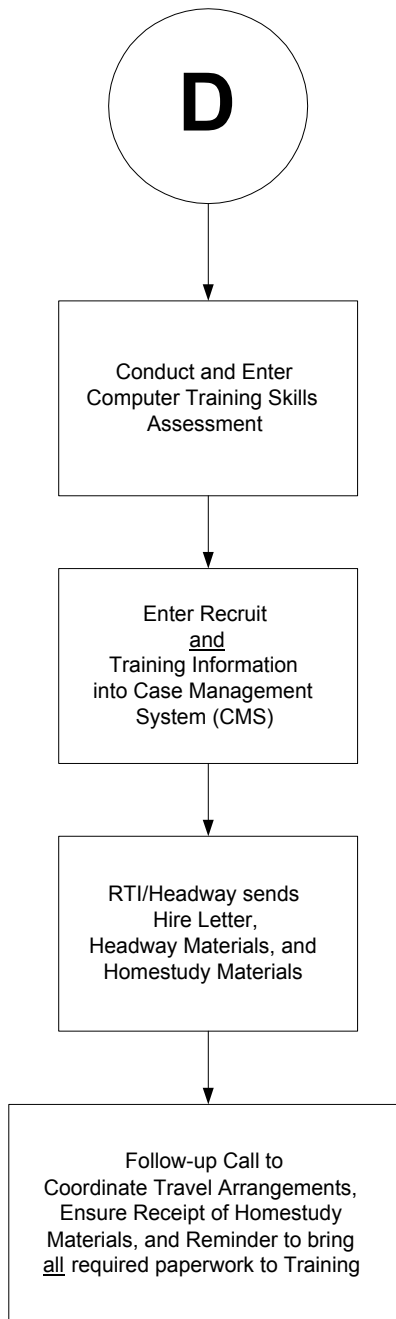 D
Conduct and Enter
Computer Training Skills
Assessment
Enter Recruit
and
Training Information
into Case Management
System (CMS)
RTI/Headway sends
Hire Letter,
Headway Materials, and
Homestudy Materials
Follow-up Call to
Coordinate Travel Arrangements,
Ensure Receipt of Homestudy
Materials, and Reminder to bring
all required paperwork to Training